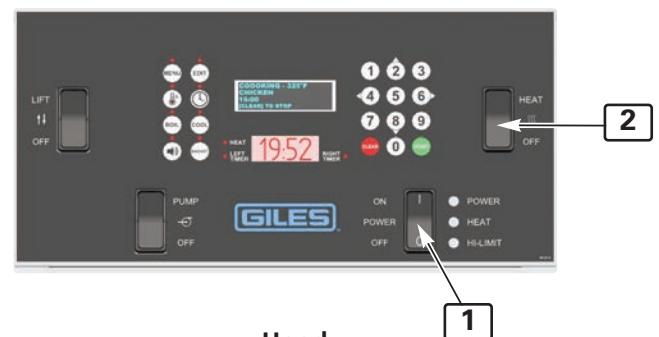 MENU EDIT
COOOKING - 325°F
CHICKEN
15:00
[CLEAR] TO STOP
1 2 3
4 5 6
7 8 9
CLEAR 0 START
LIFT
OFF
HEAT
OFF
2
BOIL COOL
HEAT
LEFT
TIMER
19:52
RIGHT
TIMER
PUMP
OFF
GILES
ON
POWER
OFF
I
O
POWER
HEAT
HI-LIMIT
1